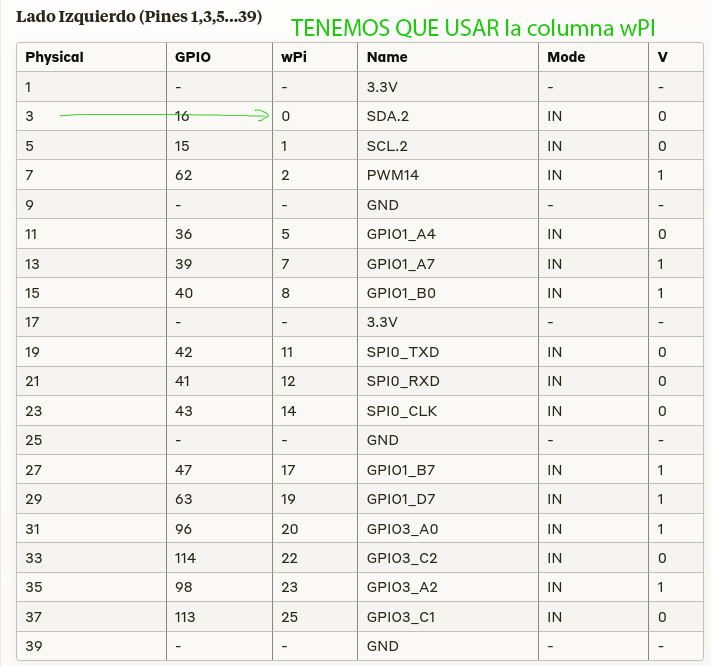 Lado Izquierdo (Pines 1,3,5...39)
TENEMOS QUE USAR la columna wPI
Physical GPIO wPi Name Mode V
1 - - 3.3V - -
3 16 0 SDA.2 IN 0
5 15 1 SCL.2 IN 0
7 62 2 PWM14 IN 1
9 - - GND - -
11 36 5 GPIO1_A4 IN 0
13 39 7 GPIO1_A7 IN 1
15 40 8 GPIO1_B0 IN 1
17 - - 3.3V - -
19 42 11 SPI0_TXD IN 0
21 41 12 SPI0_RXD IN 0
23 43 14 SPI0_CLK IN 0
25 - - GND - -
27 47 17 GPIO1_B7 IN 1
29 63 19 GPIO1_D7 IN 1
31 96 20 GPIO3_A0 IN 1
33 114 22 GPIO3_C2 IN 0
35 98 23 GPIO3_A2 IN 1
37 113 25 GPIO3_C1 IN 0
39 - - GND - -